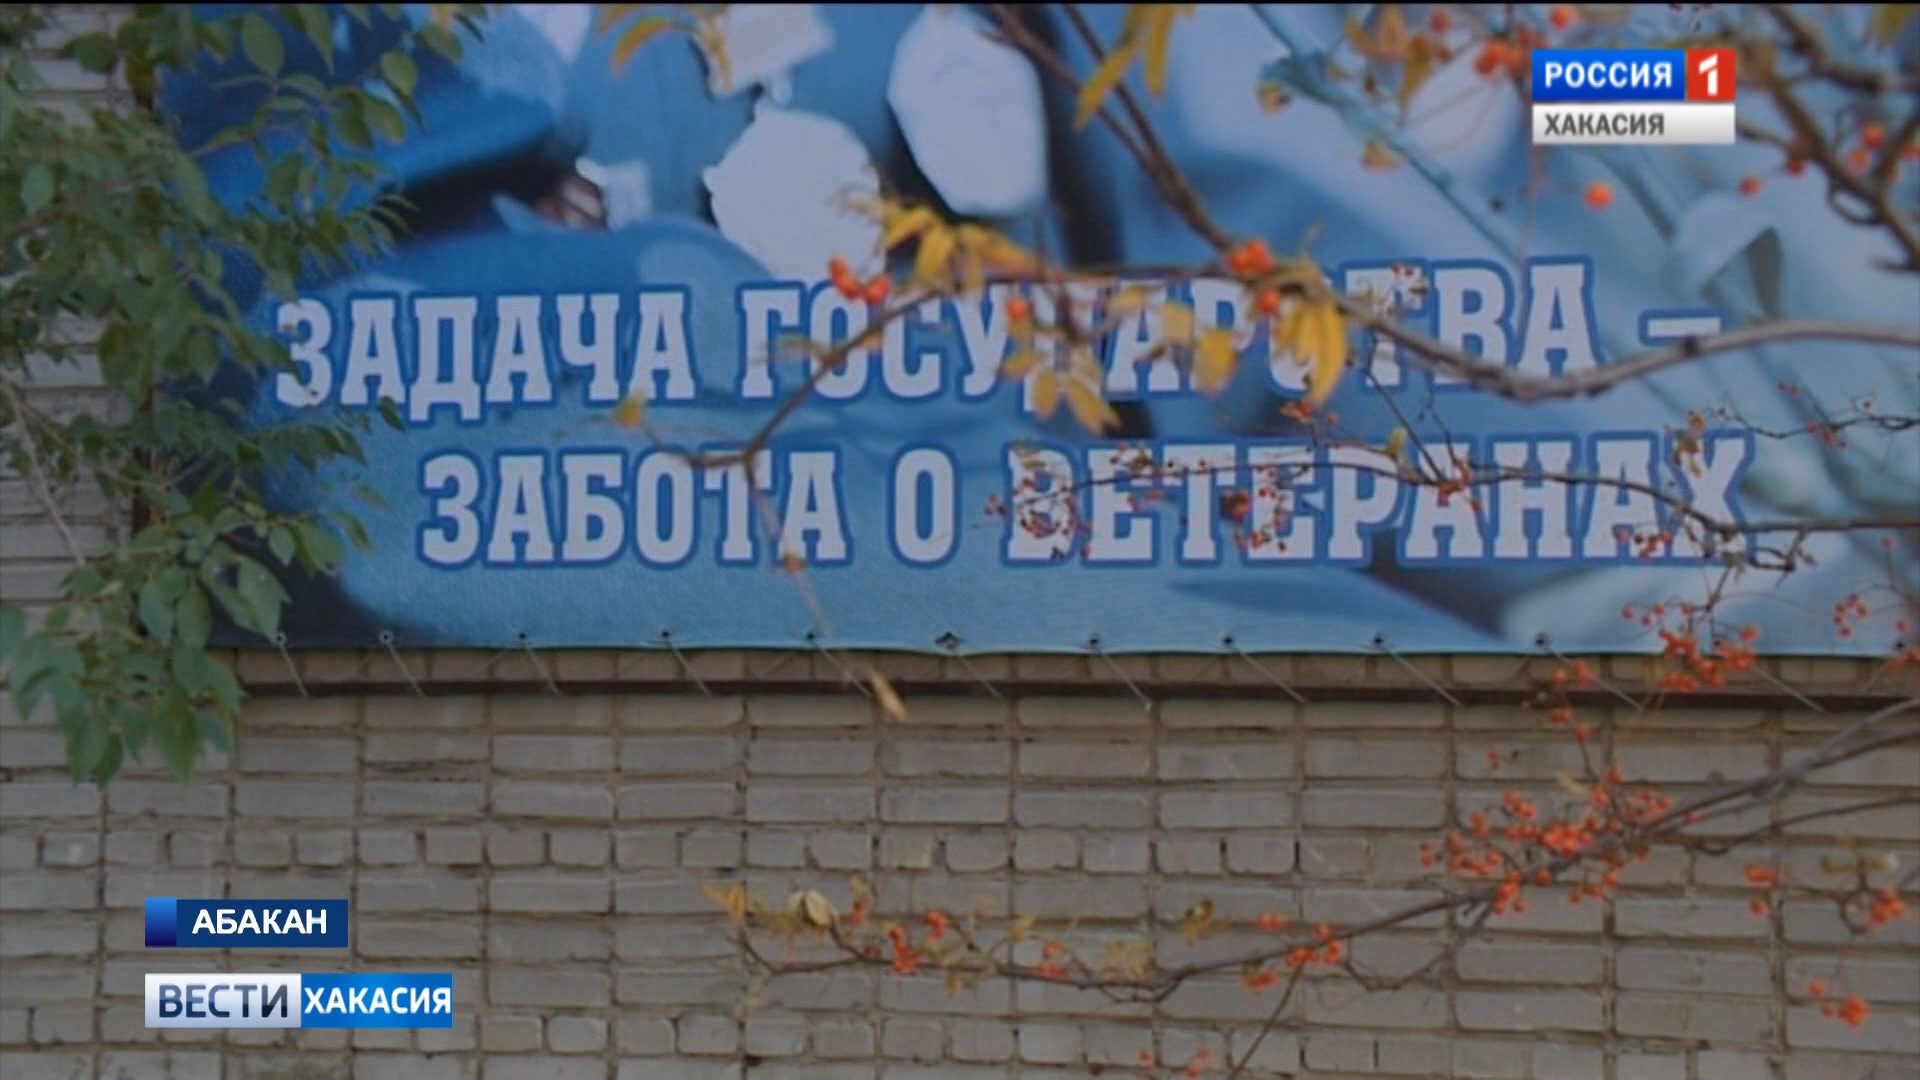 РОССИЯ 1
ХАКАСИЯ
ЗАДАЧА ГОСУДАРСТВА –
ЗАБОТА О ВЕТЕРАНАХ
АБАКАН
ВЕСТИ ХАКАСИЯ